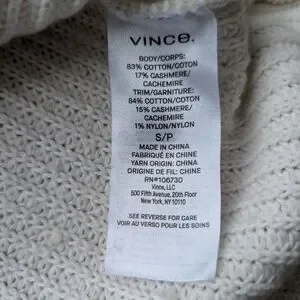 VINCE.
BODY/CORPS:
83% COTTON/COTON
17% CASHMERE/
CACHEMIRE
TRIM/GARNITURE:
84% COTTON/COTON
15% CASHMERE/
CACHEMIRE
1% NYLON/NYLON
S/P
MADE IN CHINA
FABRIQUÉ EN CHINE
YARN ORIGIN: CHINA
ORIGINE DE FIL: CHINE
RN#106730
Vince, LLC
500 Fifth Avenue, 20th Floor
New York, NY 10110
SEE REVERSE FOR CARE
VOIR AU VERSO POUR LES SOINS